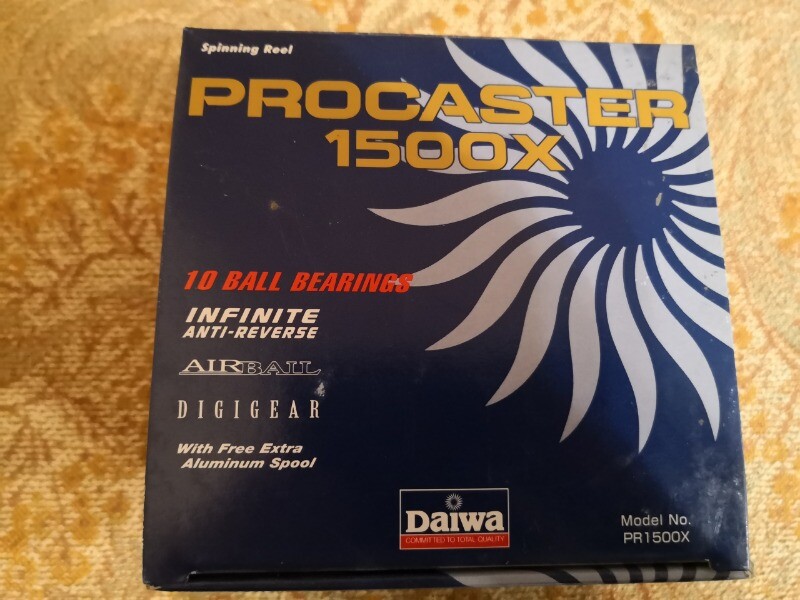 Spinning Reel
PROCASTER
1500X
10 BALL BEARINGS
INFINITE
ANTI-REVERSE
AIRBAIL
DIGIGEAR
With Free Extra
Aluminum Spool
Daiwa
COMMITTED TO TOTAL QUALITY
Model No.
PR1500X